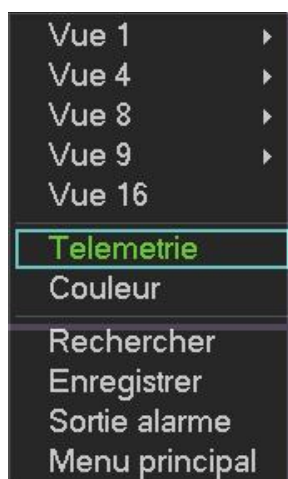 Vue 1
Vue 4
Vue 8
Vue 9
Vue 16
Telemetrie
Couleur
Rechercher
Enregistrer
Sortie alarme
Menu principal